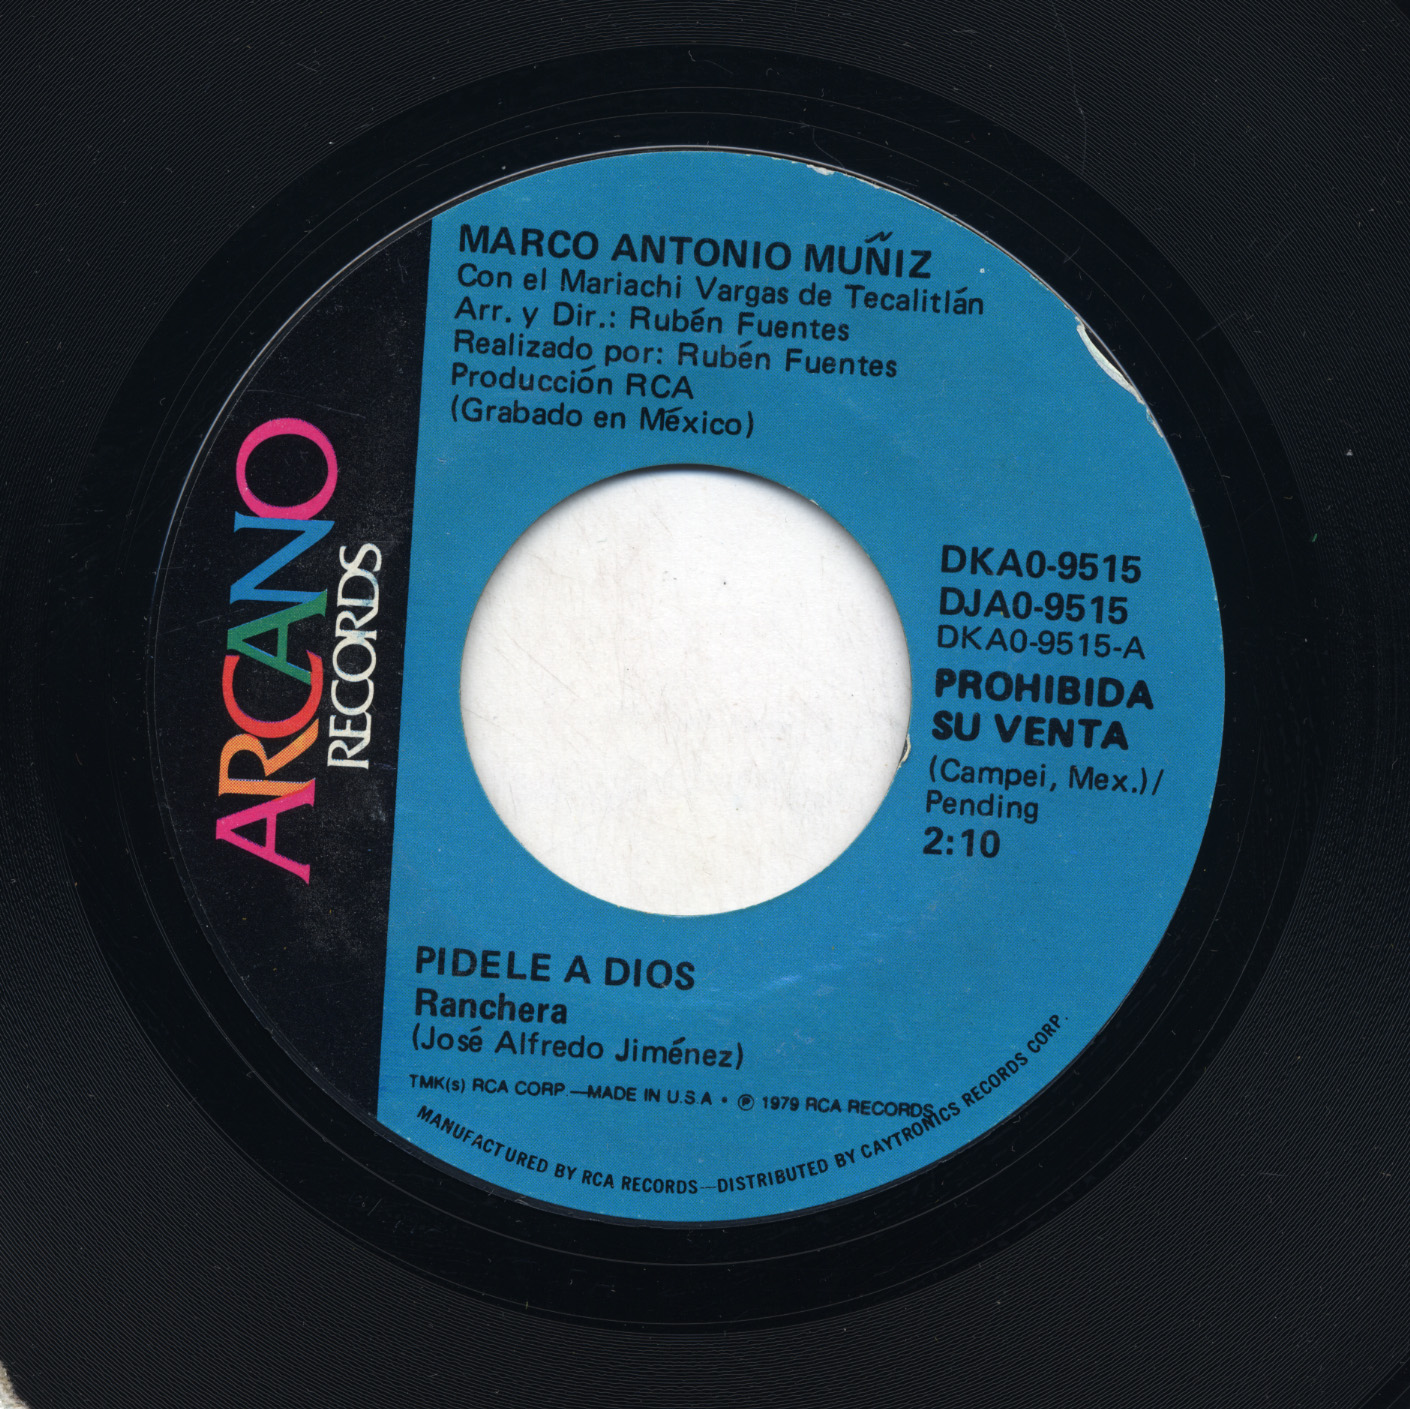 MARCO ANTONIO MUÑIZ
Con el Mariachi Vargas de Tecalitlán
Arr. y Dir.: Rubén Fuentes
Realizado por: Rubén Fuentes
Producción RCA
(Grabado en México)
ARCANO
RECORDS
DKA0-9515
DJA0-9515
DKA0-9515-A
PROHIBIDA
SU VENTA
(Campei, Mex.)/
Pending
2:10
PIDELE A DIOS
Ranchera
(José Alfredo Jiménez)
TMK(s) RCA CORP.—MADE IN U.S.A • ℗ 1979 RCA RECORDS
MANUFACTURED BY RCA RECORDS—DISTRIBUTED BY CAYTRONICS RECORDS CORP.